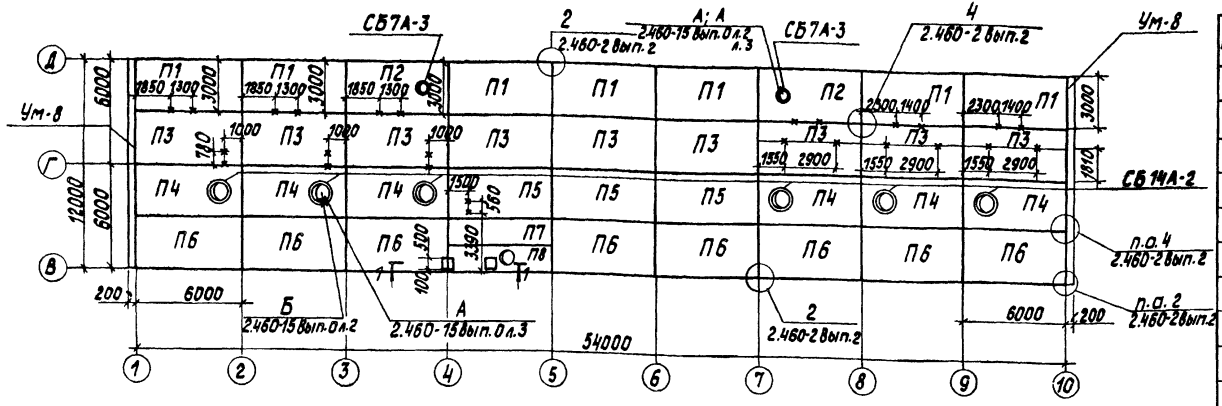 СБ7А-3
2
2.460-2 вып.2
А; А
2.460-15 вып.0 л.2
л.3
СБ7А-3
4
2.460-2 вып.2
Ум-8
Д
6000
П1
1850 1300
3000
П1
1850 1300
3000
П2
1850 1300
3000
П1
П1
П1
П2
2300 1400
П1
2300 1400
П1
3000
Ум-8
П3
780
1000
П3
1000
П3
1000
П3
П3
П3
П3
1550 2900
П3
1550 2900
П3
1550 2900
1010
Г
12000
6000
П4
П4
П4
1500
560
П5
П5
П5
П4
П4
П4
СБ14А-2
П6
П6
П6
500
100
3390
П7
П8
1
1
П6
П6
П6
П6
П6
п.а.4
2.460-2 вып.2
В
200
6000
Б
2.460-15 вып.0 л.2
А
2.460-15 вып.0 л.3
2
2.460-2 вып.2
6000
200
п.а.2
2.460-2 вып.2
54000
1 2 3 4 5 6 7 8 9 10